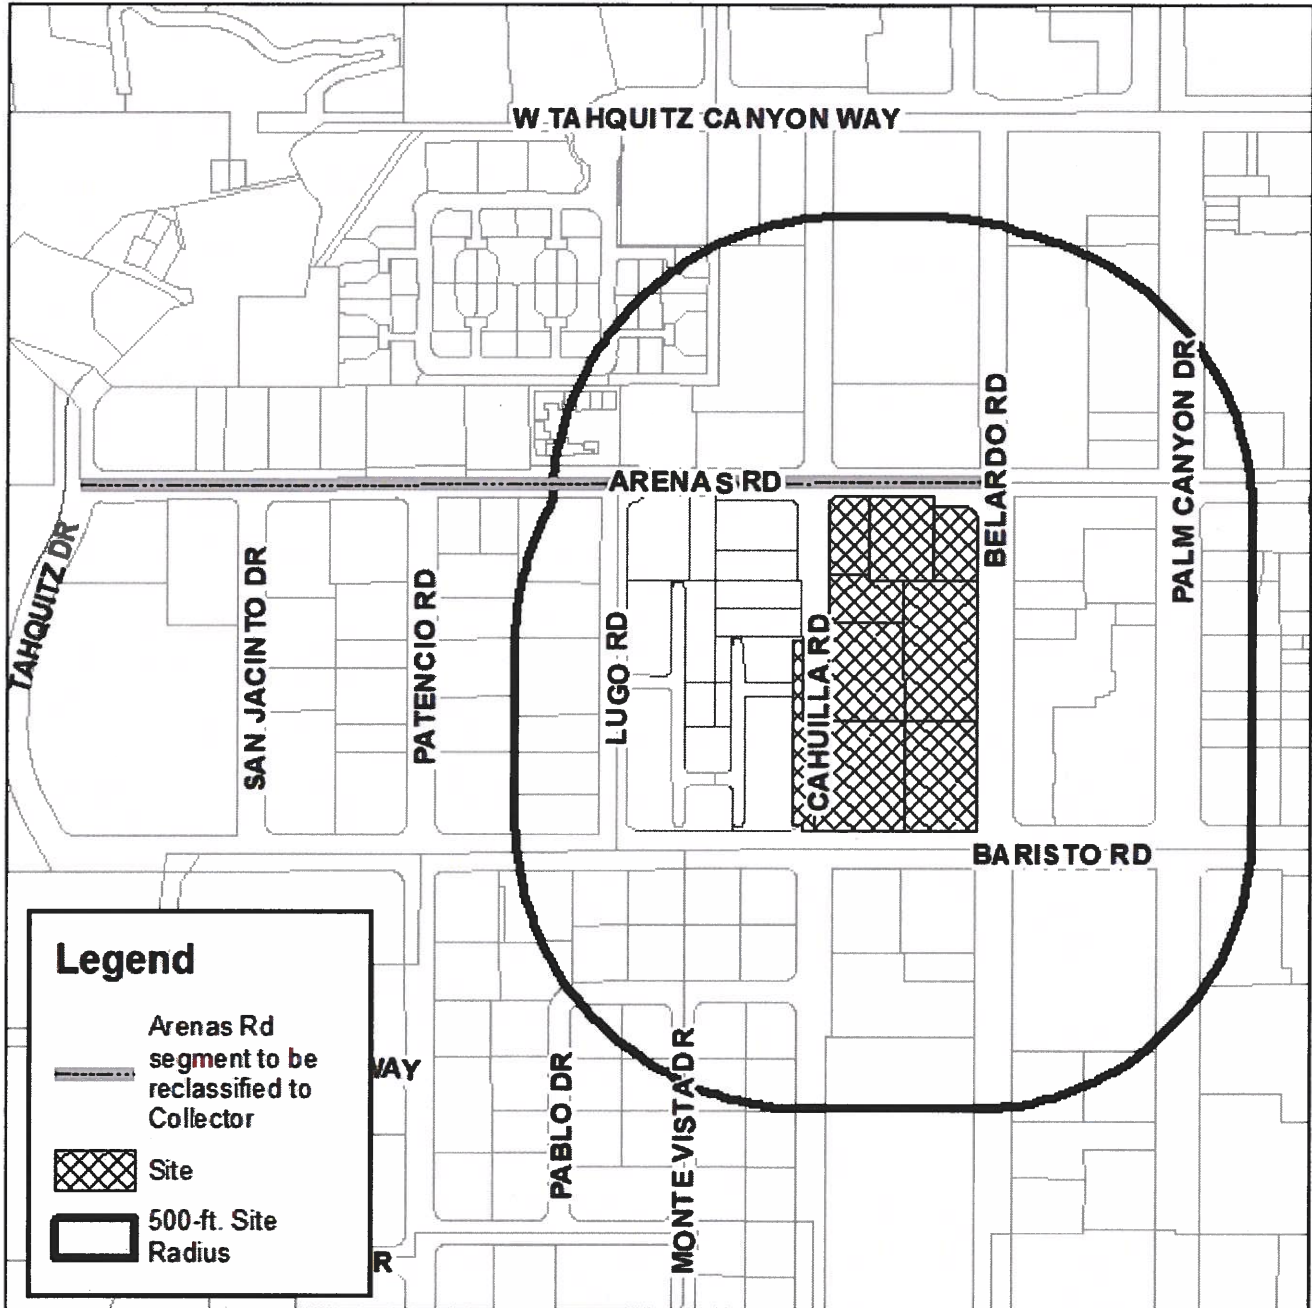 W TAHQUITZ CANYON WAY
ARENAS RD
BELARDO RD
PALM CANYON DR
TAHQUITZ DR
SAN JACINTO DR
PATENCIO RD
LUGO RD
CAHUILLA RD
BARISTO RD
Legend
Arenas Rd
segment to be
reclassified to
Collector
Site
500-ft. Site
Radius
WAY
R
PABLO DR
MONTE VISTA DR